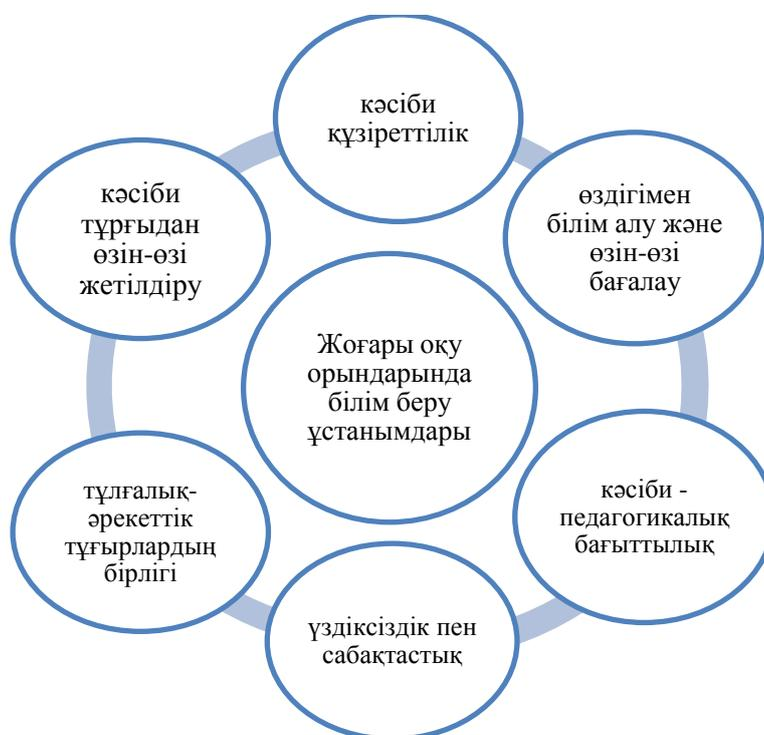 кәсіби
құзіреттілік
өздігімен
білім алу және
өзін-өзі
бағалау
кәсіби
тұрғыдан
өзін-өзі
жетілдіру
Жоғары оқу
орындарында
білім беру
ұстанымдары
кәсіби -
педагогикалық
бағыттылық
тұлғалық-
әрекеттік
тұғырлардың
бірлігі
үздіксіздік пен
сабақтастық